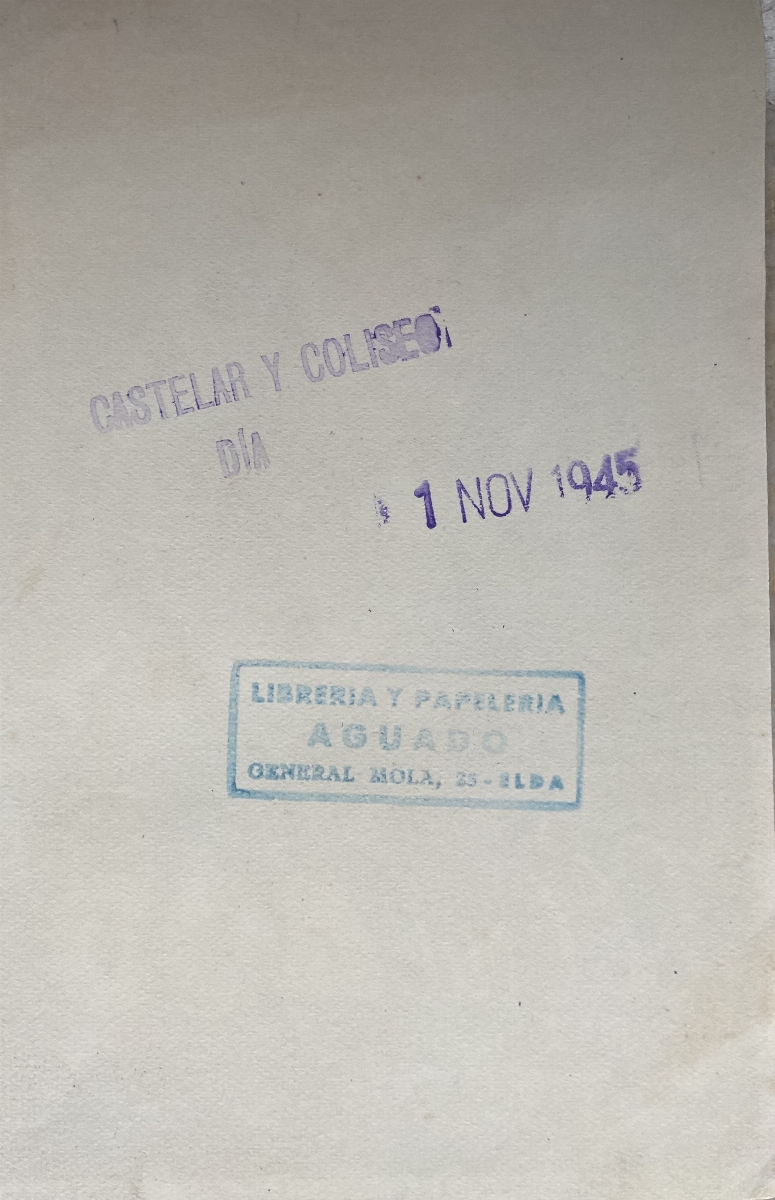 CASTELAR Y COLISEO
DÍA
1 NOV 1945
LIBRERIA Y PAPELERIA
AGUADO
GENERAL MOLA, 25 - ELDA